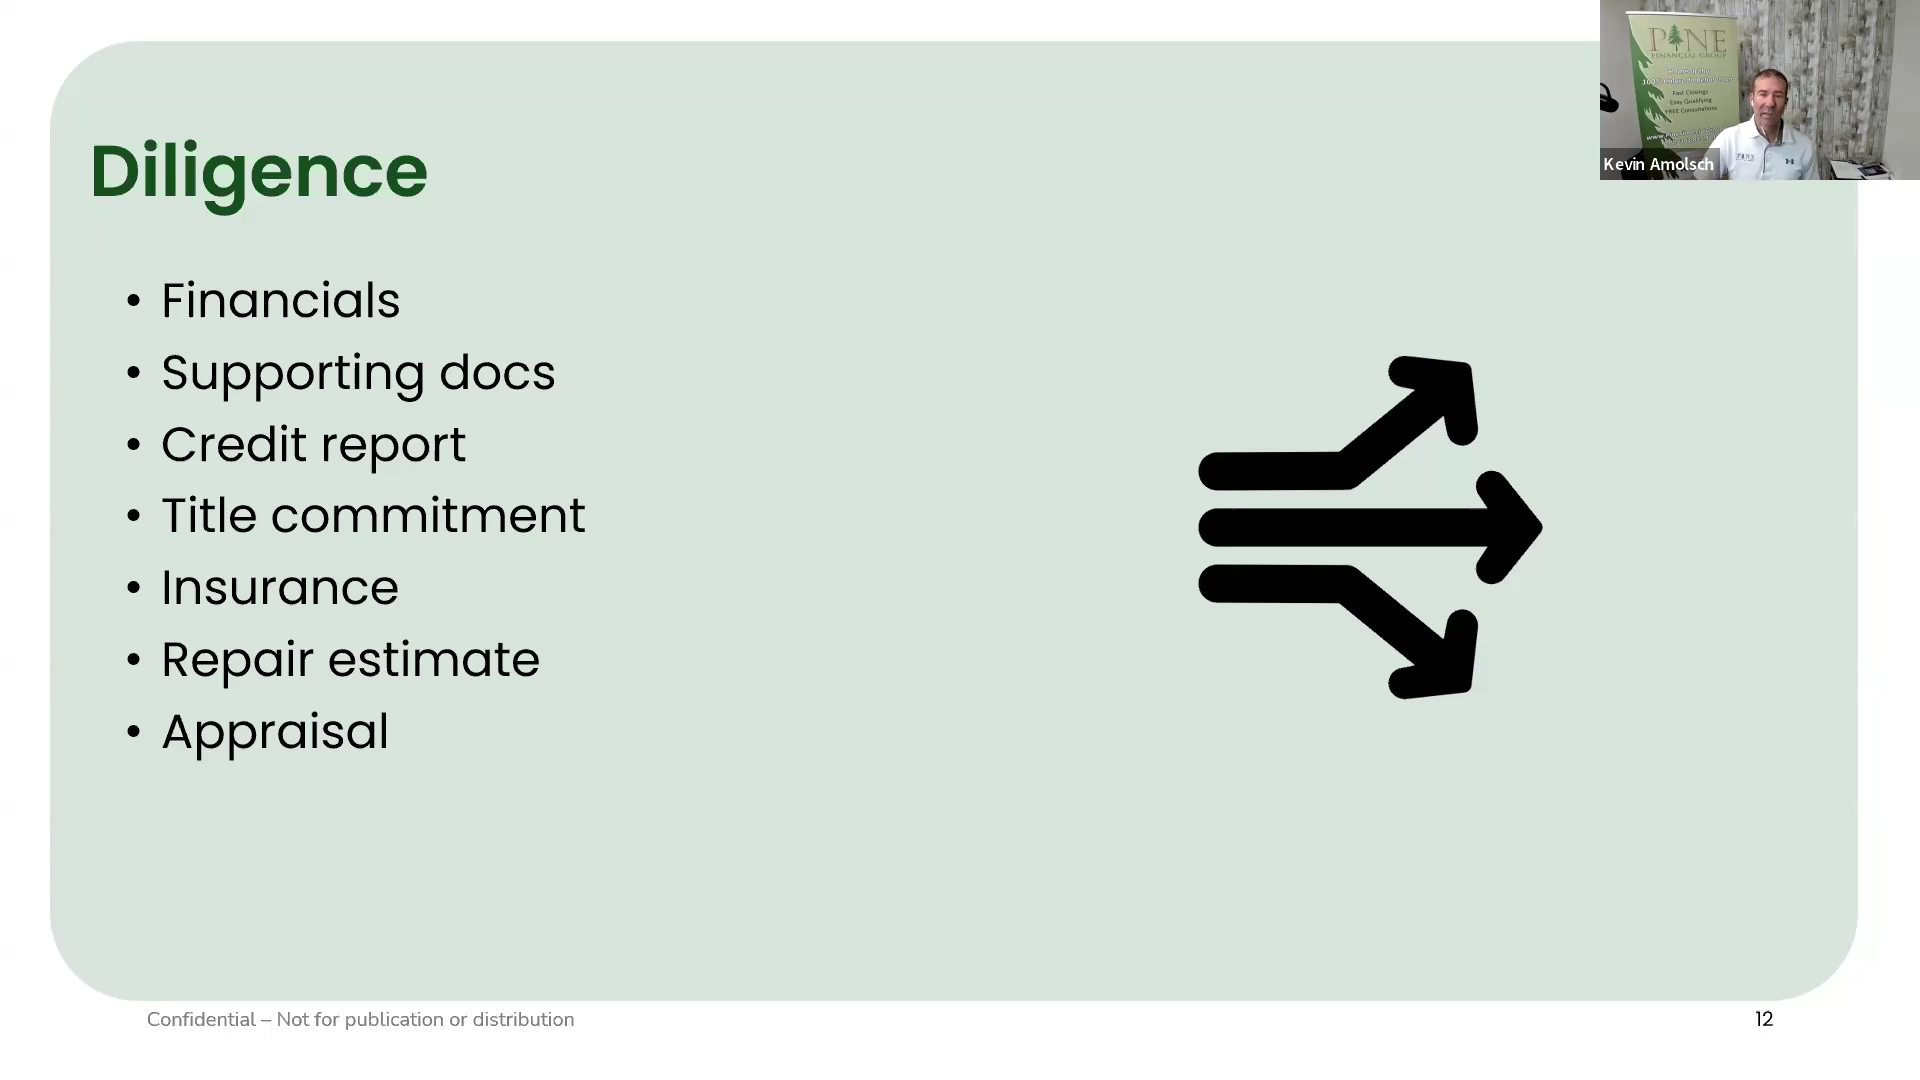 Diligence
• Financials
• Supporting docs
• Credit report
• Title commitment
• Insurance
• Repair estimate
• Appraisal
Confidential – Not for publication or distribution
12
PINE
FINANCIAL GROUP
Fast Closings
Easy Qualifying
FREE Consultations
Kevin Amolsch